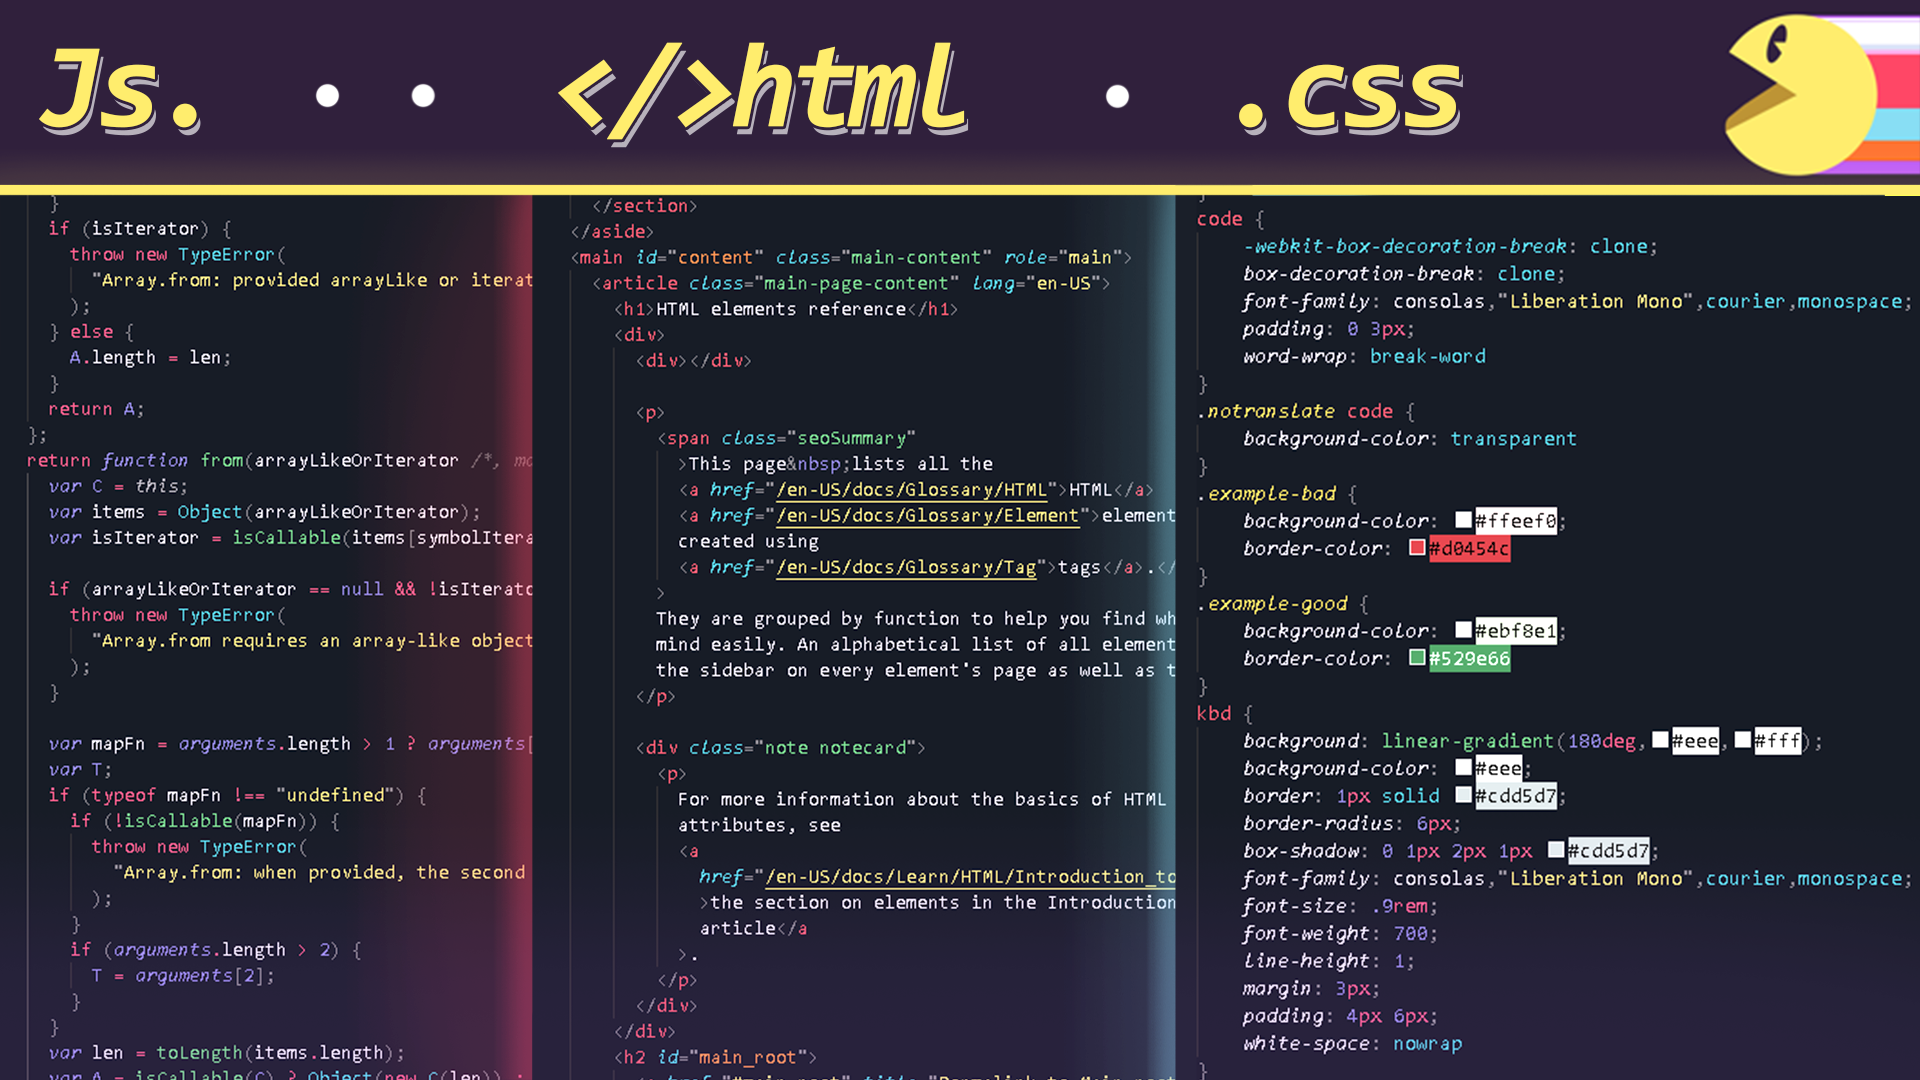 Js.
</>html
.css
}
if (isIterator) {
throw new TypeError(
"Array.from: provided arrayLike or iterat
);
} else {
A.length = len;
}
return A;
};
return function from(arrayLikeOrIterator /*, ma
var C = this;
var items = Object(arrayLikeOrIterator);
var isIterator = isCallable(items[symbolItera
if (arrayLikeOrIterator == null && !isIterato
throw new TypeError(
"Array.from requires an array-like object
);
}
var mapFn = arguments.length > 1 ? arguments[
var T;
if (typeof mapFn !== "undefined") {
if (!isCallable(mapFn)) {
throw new TypeError(
"Array.from: when provided, the second
);
}
if (arguments.length > 2) {
T = arguments[2];
}
}
var len = toLength(items.length);
var A = isCallable(C) ? Object(new C(len)) :
</section>
</aside>
<main id="content" class="main-content" role="main">
<article class="main-page-content" lang="en-US">
<h1>HTML elements reference</h1>
<div>
<div></div>
<p>
<span class="seoSummary"
>This page&nbsp;lists all the
<a href="/en-US/docs/Glossary/HTML">HTML</a>
<a href="/en-US/docs/Glossary/Element">element
created using
<a href="/en-US/docs/Glossary/Tag">tags</a>.</
>
They are grouped by function to help you find wh
mind easily. An alphabetical list of all element
the sidebar on every element's page as well as t
</p>
<div class="note notecard">
<p>
For more information about the basics of HTML
attributes, see
<a
href="/en-US/docs/Learn/HTML/Introduction_to
>the section on elements in the Introduction
article</a
>.
</p>
</div>
</div>
<h2 id="main_root">
}
code {
-webkit-box-decoration-break: clone;
box-decoration-break: clone;
font-family: consolas,"Liberation Mono",courier,monospace;
padding: 0 3px;
word-wrap: break-word
}
.notranslate code {
background-color: transparent
}
.example-bad {
background-color: #ffeef0;
border-color: #d0454c
}
.example-good {
background-color: #ebf8e1;
border-color: #529e66
}
kbd {
background: linear-gradient(180deg,#eee,#fff);
background-color: #eee;
border: 1px solid #cdd5d7;
border-radius: 6px;
box-shadow: 0 1px 2px 1px #cdd5d7;
font-family: consolas,"Liberation Mono",courier,monospace;
font-size: .9rem;
font-weight: 700;
line-height: 1;
margin: 3px;
padding: 4px 6px;
white-space: nowrap
}